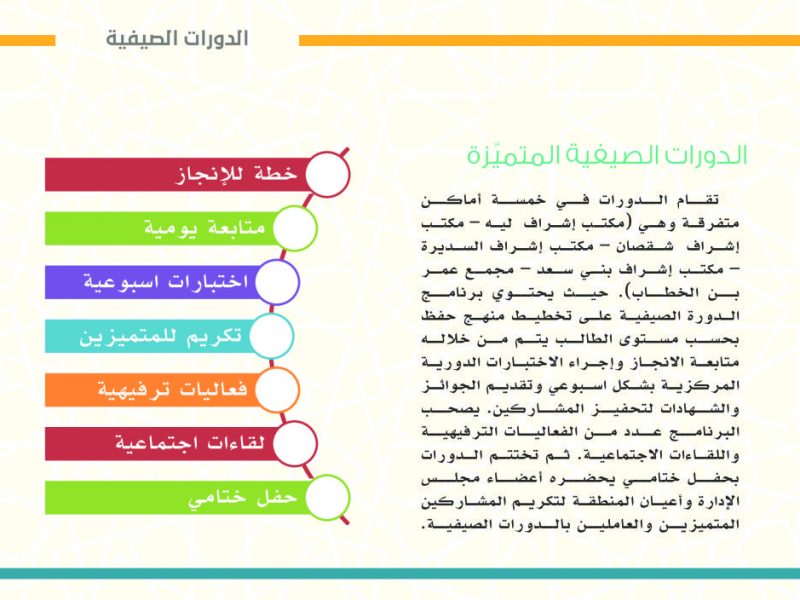 الدورات الصيفية
الدورات الصيفية المتميّزة
تقام الدورات في خمسة أماكن
متفرقة وهي (مكتب إشراف ليه – مكتب
إشراف شقصان – مكتب إشراف السديرة
– مكتب إشراف بني سعد – مجمع عمر
بن الخطاب). حيث يحتوي برنامج
الدورة الصيفية على تخطيط منهج حفظ
بحسب مستوى الطالب يتم من خلاله
متابعة الانجاز وإجراء الاختبارات الدورية
المركزية بشكل اسبوعي وتقديم الجوائز
والشهادات لتحفيز المشاركين. يصحب
البرنامج عدد من الفعاليات الترفيهية
واللقاءات الاجتماعية. ثم تختتم الدورات
بحفل ختامي يحضره أعضاء مجلس
الإدارة وأعيان المنطقة لتكريم المشاركين
المتميزين والعاملين بالدورات الصيفية.
خطة للإنجاز
متابعة يومية
اختبارات اسبوعية
تكريم للمتميزين
فعاليات ترفيهية
لقاءات اجتماعية
حفل ختامي